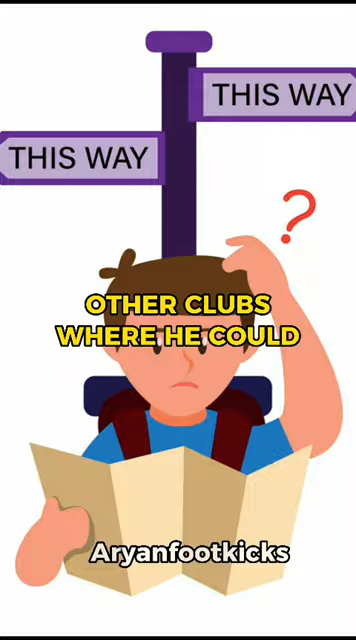 THIS WAY
THIS WAY
?
OTHER CLUBS
WHERE HE COULD
Aryanfootkicks